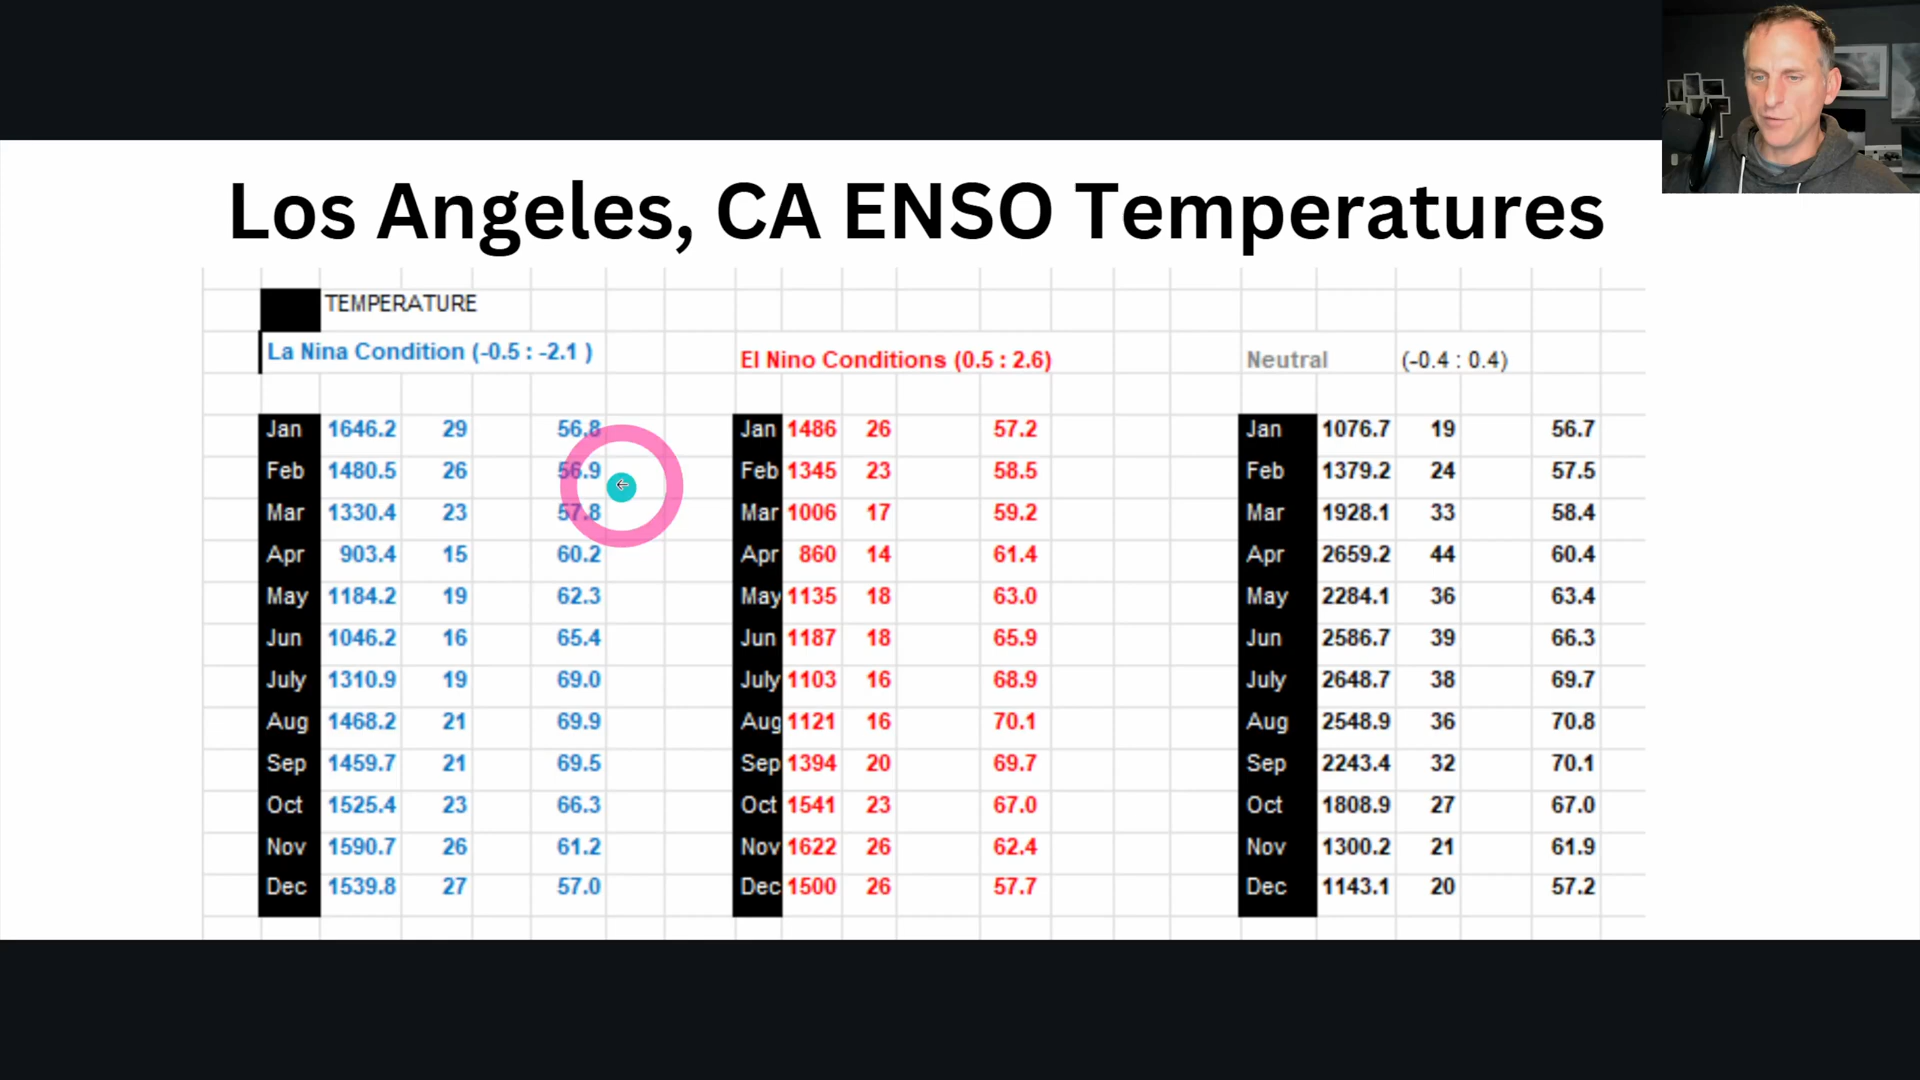 Los Angeles, CA ENSO Temperatures
TEMPERATURE
La Nina Condition (-0.5 : -2.1 )
El Nino Conditions (0.5 : 2.6)
Neutral (-0.4 : 0.4)
Jan 1646.2 29 56.8 Jan 1486 26 57.2 Jan 1076.7 19 56.7
Feb 1480.5 26 56.9 Feb 1345 23 58.5 Feb 1379.2 24 57.5
Mar 1330.4 23 57.8 Mar 1006 17 59.2 Mar 1928.1 33 58.4
Apr 903.4 15 60.2 Apr 860 14 61.4 Apr 2659.2 44 60.4
May 1184.2 19 62.3 May 1135 18 63.0 May 2284.1 36 63.4
Jun 1046.2 16 65.4 Jun 1187 18 65.9 Jun 2586.7 39 66.3
July 1310.9 19 69.0 July 1103 16 68.9 July 2648.7 38 69.7
Aug 1468.2 21 69.9 Aug 1121 16 70.1 Aug 2548.9 36 70.8
Sep 1459.7 21 69.5 Sep 1394 20 69.7 Sep 2243.4 32 70.1
Oct 1525.4 23 66.3 Oct 1541 23 67.0 Oct 1808.9 27 67.0
Nov 1590.7 26 61.2 Nov 1622 26 62.4 Nov 1300.2 21 61.9
Dec 1539.8 27 57.0 Dec 1500 26 57.7 Dec 1143.1 20 57.2